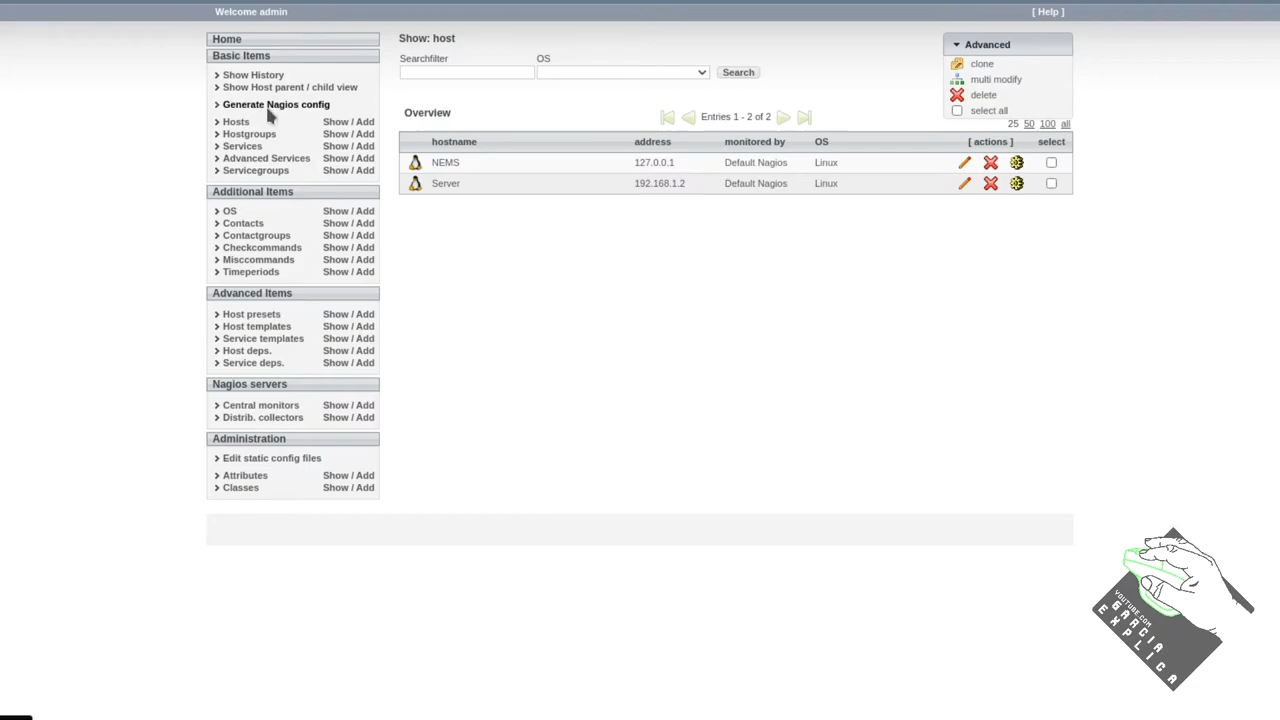 Welcome admin
[ Help ]
Home
Basic Items
Show History
Show Host parent / child view
Generate Nagios config
Hosts Show / Add
Hostgroups Show / Add
Services Show / Add
Advanced Services Show / Add
Servicegroups Show / Add
Additional Items
OS Show / Add
Contacts Show / Add
Contactgroups Show / Add
Checkcommands Show / Add
Misccommands Show / Add
Timeperiods Show / Add
Advanced Items
Host presets Show / Add
Host templates Show / Add
Service templates Show / Add
Host deps. Show / Add
Service deps. Show / Add
Nagios servers
Central monitors Show / Add
Distrib. collectors Show / Add
Administration
Edit static config files
Attributes Show / Add
Classes Show / Add
Show: host
Searchfilter OS
Search
Advanced
clone
multi modify
delete
select all
Overview
Entries 1 - 2 of 2
25 50 100 all
hostname address monitored by OS [ actions ] select
NEMS 127.0.0.1 Default Nagios Linux
Server 192.168.1.2 Default Nagios Linux
YOUTUBE.COM
GARCIA
EXPLICA